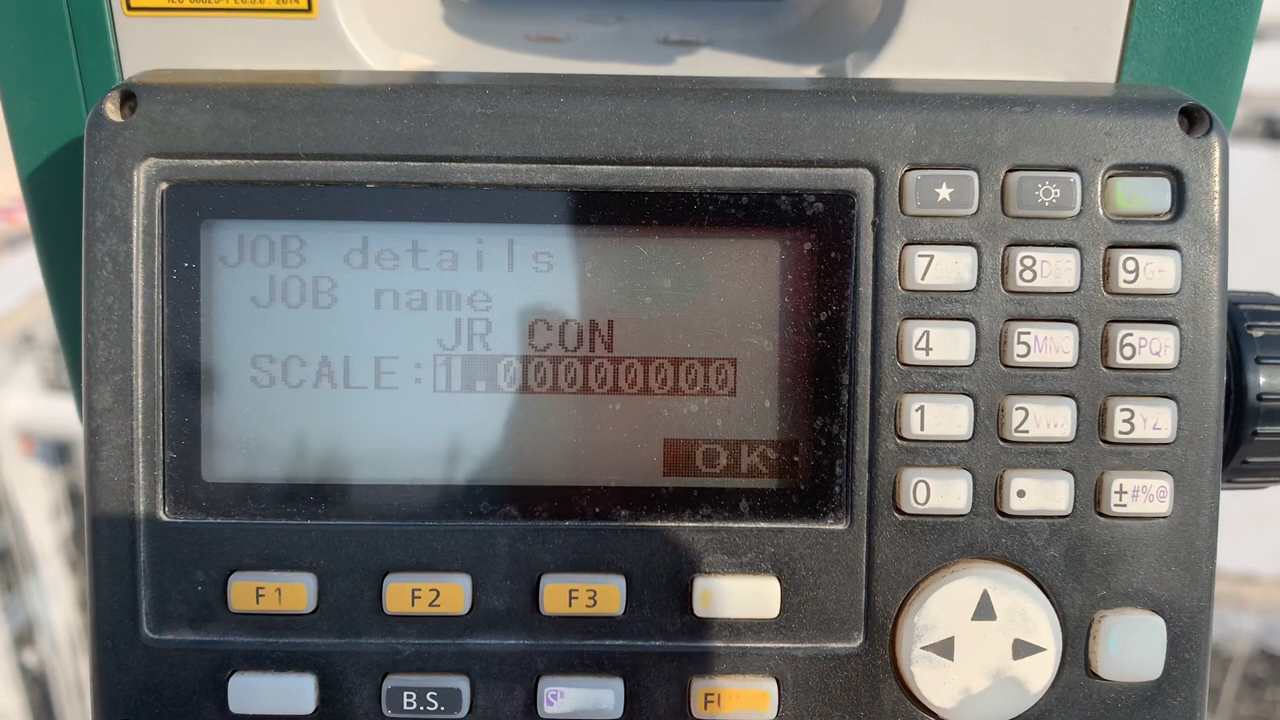 JOB details
JOB name
JR CON
SCALE:1.00000000
OK
7
8DEF
9
4
5MNO
6PQR
1
2VWX
3YZ
0
.
±#%@
F1
F2
F3
B.S.